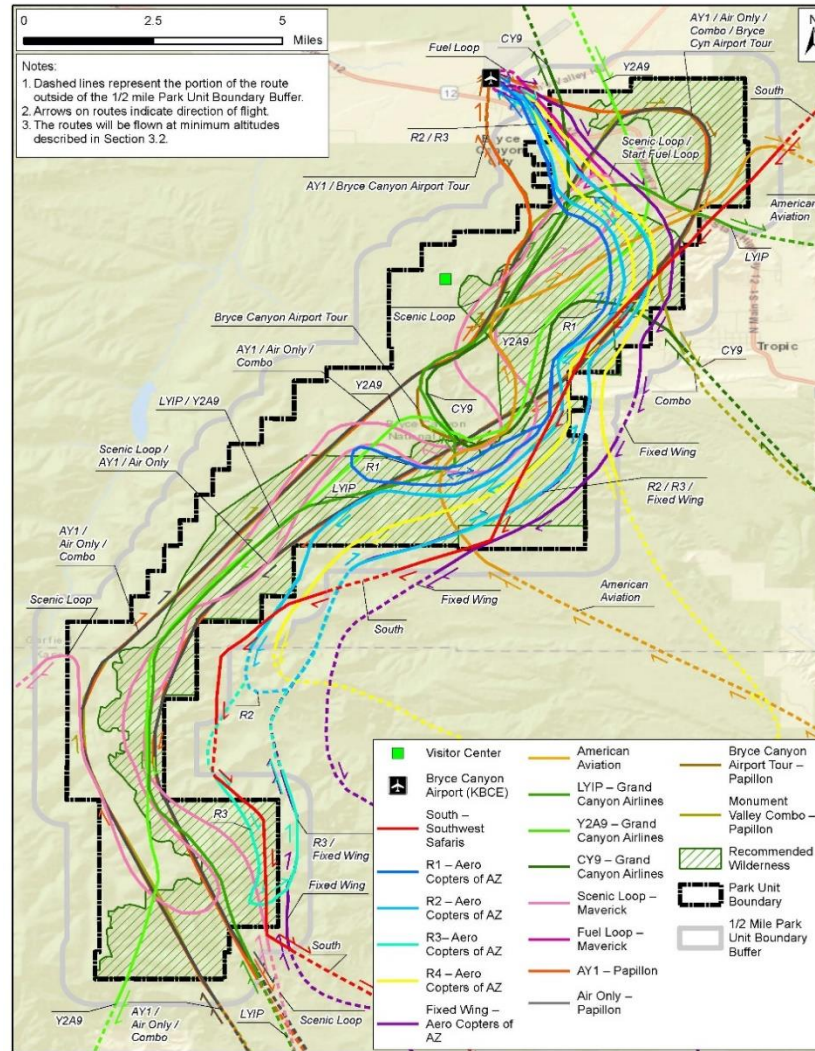 0 2.5 5
Miles
Notes:
1. Dashed lines represent the portion of the route
outside of the 1/2 mile Park Unit Boundary Buffer.
2. Arrows on routes indicate direction of flight.
3. The routes will be flown at minimum altitudes
described in Section 3.2.
N
AY1 / Air Only /
Combo / Bryce
Cyn Airport Tour
CY9
Fuel Loop
Y2A9
South
12
R2 / R3
Scenic Loop /
Start Fuel Loop
AY1 / Bryce Canyon Airport Tour
American
Aviation
LYIP
Scenic Loop
Bryce Canyon Airport Tour
R1
Tropic
AY1 / Air Only /
Combo
Y2A9
Y2A9
CY9
LYIP / Y2A9
CY9
Combo
Scenic Loop /
AY1 / Air Only
R1
LYIP
Fixed Wing
R2 / R3 /
Fixed Wing
AY1 /
Air Only /
Combo
Scenic Loop
American
Aviation
Fixed Wing
South
R2
R3
R3 /
Fixed Wing
Fixed Wing
South
Y2A9
AY1 /
Air Only /
Combo
LYIP
Scenic Loop
Visitor Center
Bryce Canyon
Airport (KBCE)
South –
Southwest
Safaris
R1 – Aero
Copters of AZ
R2 – Aero
Copters of AZ
R3– Aero
Copters of AZ
R4 – Aero
Copters of AZ
Fixed Wing –
Aero Copters of
AZ
American
Aviation
LYIP – Grand
Canyon Airlines
Y2A9 – Grand
Canyon Airlines
CY9 – Grand
Canyon Airlines
Scenic Loop –
Maverick
Fuel Loop –
Maverick
AY1 – Papillon
Air Only –
Papillon
Bryce Canyon
Airport Tour –
Papillon
Monument
Valley Combo –
Papillon
Recommended
Wilderness
Park Unit
Boundary
1/2 Mile Park
Unit Boundary
Buffer